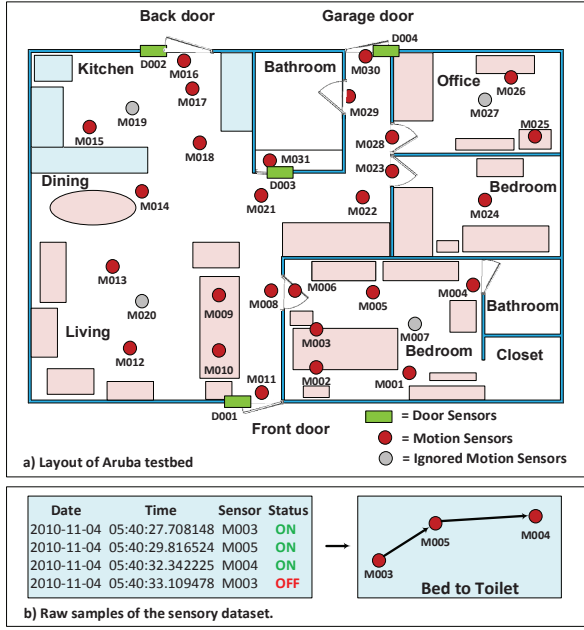 Back door
Garage door
D002
D004
Kitchen
M016
M030
Bathroom
Office
M017
M029
M026
M019
M027
M015
M028
M025
M018
M031
M023
D003
Bedroom
Dining
M014
M021
M022
M024
M013
M008
M006
M005
M004
M009
Bathroom
M020
M007
Living
M003
Bedroom
M012
M010
Closet
M002
M001
M011
D001
Front door
= Door Sensors
= Motion Sensors
= Ignored Motion Sensors
a) Layout of Aruba testbed
Date Time Sensor Status
2010-11-04 05:40:27.708148 M003 ON
2010-11-04 05:40:29.816524 M005 ON
2010-11-04 05:40:32.342225 M004 ON
2010-11-04 05:40:33.109478 M003 OFF
M004
M005
M003
Bed to Toilet
b) Raw samples of the sensory dataset.